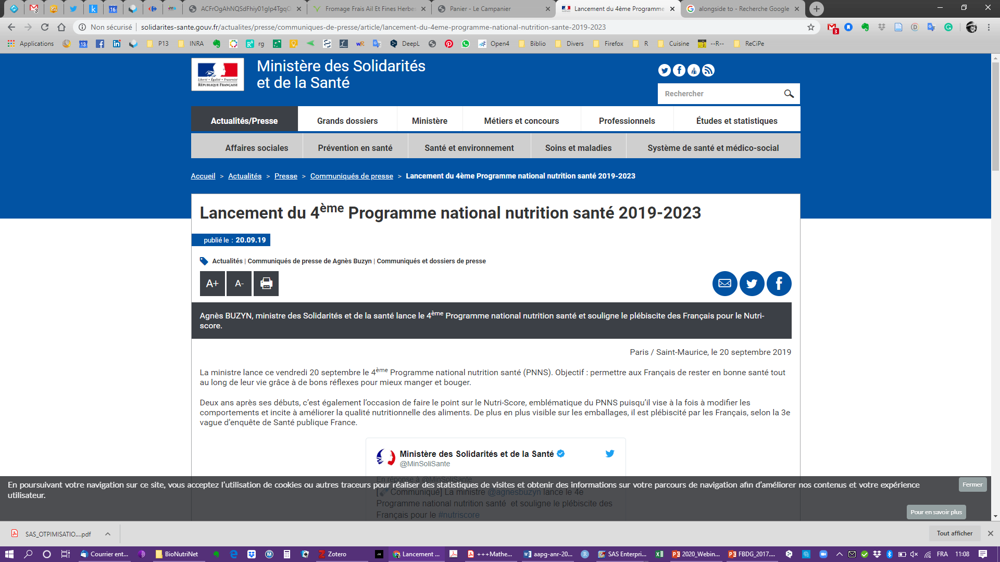 ACFrOgAhNQSdFhiy01glp4TgqO
Fromage Frais Ail Et Fines Herbes
Panier - Le Campanier
Lancement du 4ème Programme
alongside to - Recherche Google
Non sécurisé | solidarites-sante.gouv.fr/actualites/presse/communiques-de-presse/article/lancement-du-4eme-programme-national-nutrition-sante-2019-2023
Applications P13 INRA rg DeepL Open4 Biblio Divers Firefox R Cuisine --R-- ReCiPe
Liberté • Égalité • Fraternité
RÉPUBLIQUE FRANÇAISE
Ministère des Solidarités
et de la Santé
Rechercher
Actualités/Presse Grands dossiers Ministère Métiers et concours Professionnels Études et statistiques
Affaires sociales Prévention en santé Santé et environnement Soins et maladies Système de santé et médico-social
Accueil > Actualités > Presse > Communiqués de presse > Lancement du 4ème Programme national nutrition santé 2019-2023
Lancement du 4ème Programme national nutrition santé 2019-2023
publié le : 20.09.19
Actualités | Communiqués de presse de Agnès Buzyn | Communiqués et dossiers de presse
A+ A-
Agnès BUZYN, ministre des Solidarités et de la santé lance le 4ème Programme national nutrition santé et souligne le plébiscite des Français pour le Nutri-
score.
Paris / Saint-Maurice, le 20 septembre 2019
La ministre lance ce vendredi 20 septembre le 4ème Programme national nutrition santé (PNNS). Objectif : permettre aux Français de rester en bonne santé tout
au long de leur vie grâce à de bons réflexes pour mieux manger et bouger.
Deux ans après ses débuts, c’est également l’occasion de faire le point sur le Nutri-Score, emblématique du PNNS puisqu’il vise à la fois à modifier les
comportements et incite à améliorer la qualité nutritionnelle des aliments. De plus en plus visible sur les emballages, il est plébiscité par les Français, selon la 3e
vague d’enquête de Santé publique France.
Ministère des Solidarités et de la Santé
@MinSoliSante
En réponse à @MinSoliSante
[Communiqué] La ministre @agnesbuzyn lance le 4e
Programme national nutrition santé et souligne le plébiscite des
Français pour le #nutriscore
En poursuivant votre navigation sur ce site, vous acceptez l’utilisation de cookies ou autres traceurs pour réaliser des statistiques de visites et obtenir des informations sur votre parcours de navigation afin d’améliorer nos contenus et votre expérience
utilisateur.
Fermer
Pour en savoir plus
SAS_OTPIMISATIO....pdf
Tout afficher
Courrier ent... BioNutriNet Zotero Lancement ... +++Mathe... aapg-anr-20... SAS Enterpri... 2020_Webin... FBDG_2017.... FRA 11:08